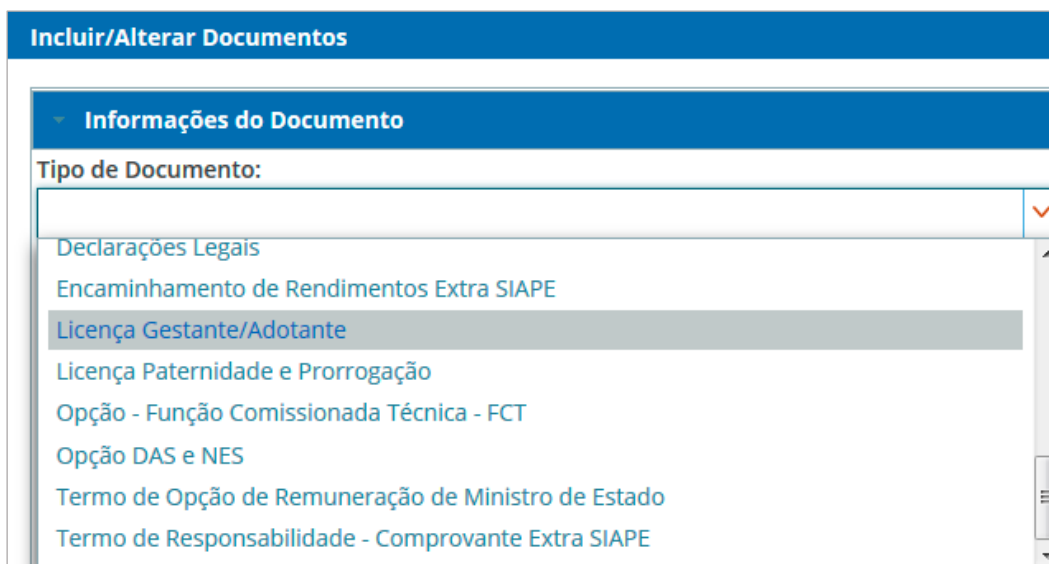 Incluir/Alterar Documentos
Informações do Documento
Tipo de Documento:
Declarações Legais
Encaminhamento de Rendimentos Extra SIAPE
Licença Gestante/Adotante
Licença Paternidade e Prorrogação
Opção - Função Comissionada Técnica - FCT
Opção DAS e NES
Termo de Opção de Remuneração de Ministro de Estado
Termo de Responsabilidade - Comprovante Extra SIAPE